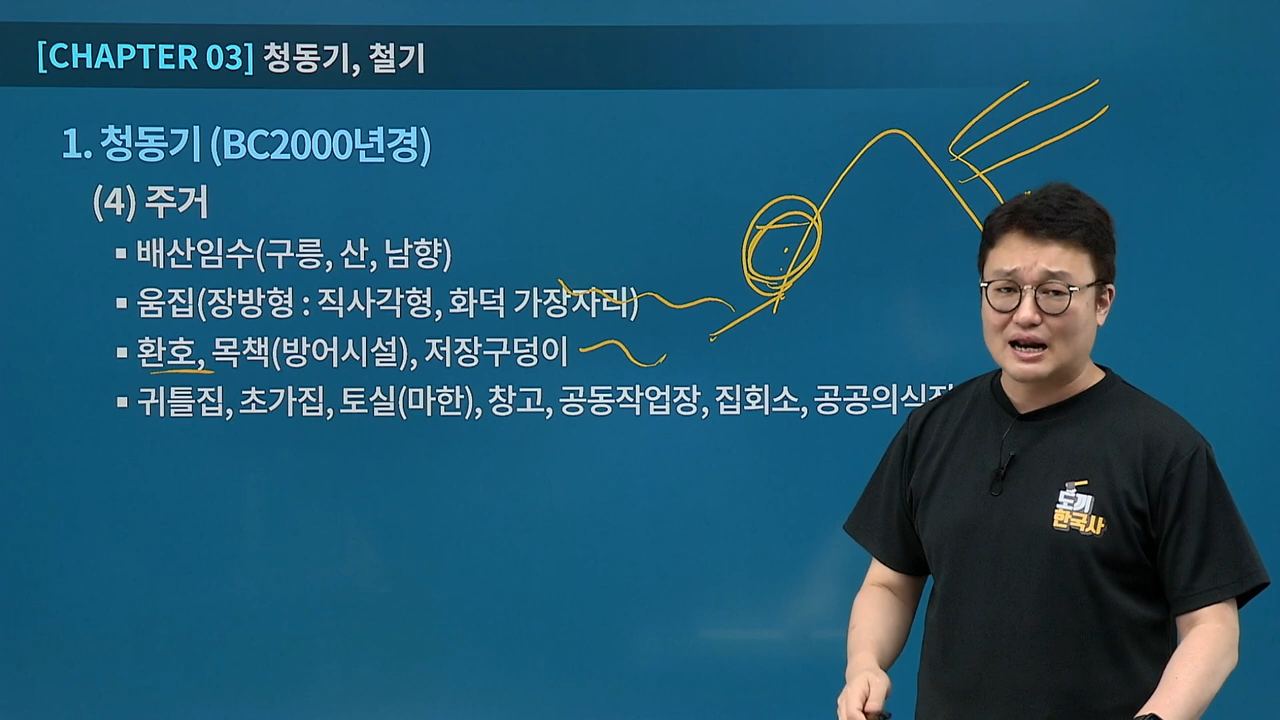 [CHAPTER 03] 청동기, 철기
1. 청동기 (BC2000년경)
(4) 주거
▪ 배산임수(구릉, 산, 남향)
▪ 움집(장방형 : 직사각형, 화덕 가장자리)
▪ 환호, 목책(방어시설), 저장구덩이
▪ 귀틀집, 초가집, 토실(마한), 창고, 공동작업장, 집회소, 공공의식
도끼
한국사